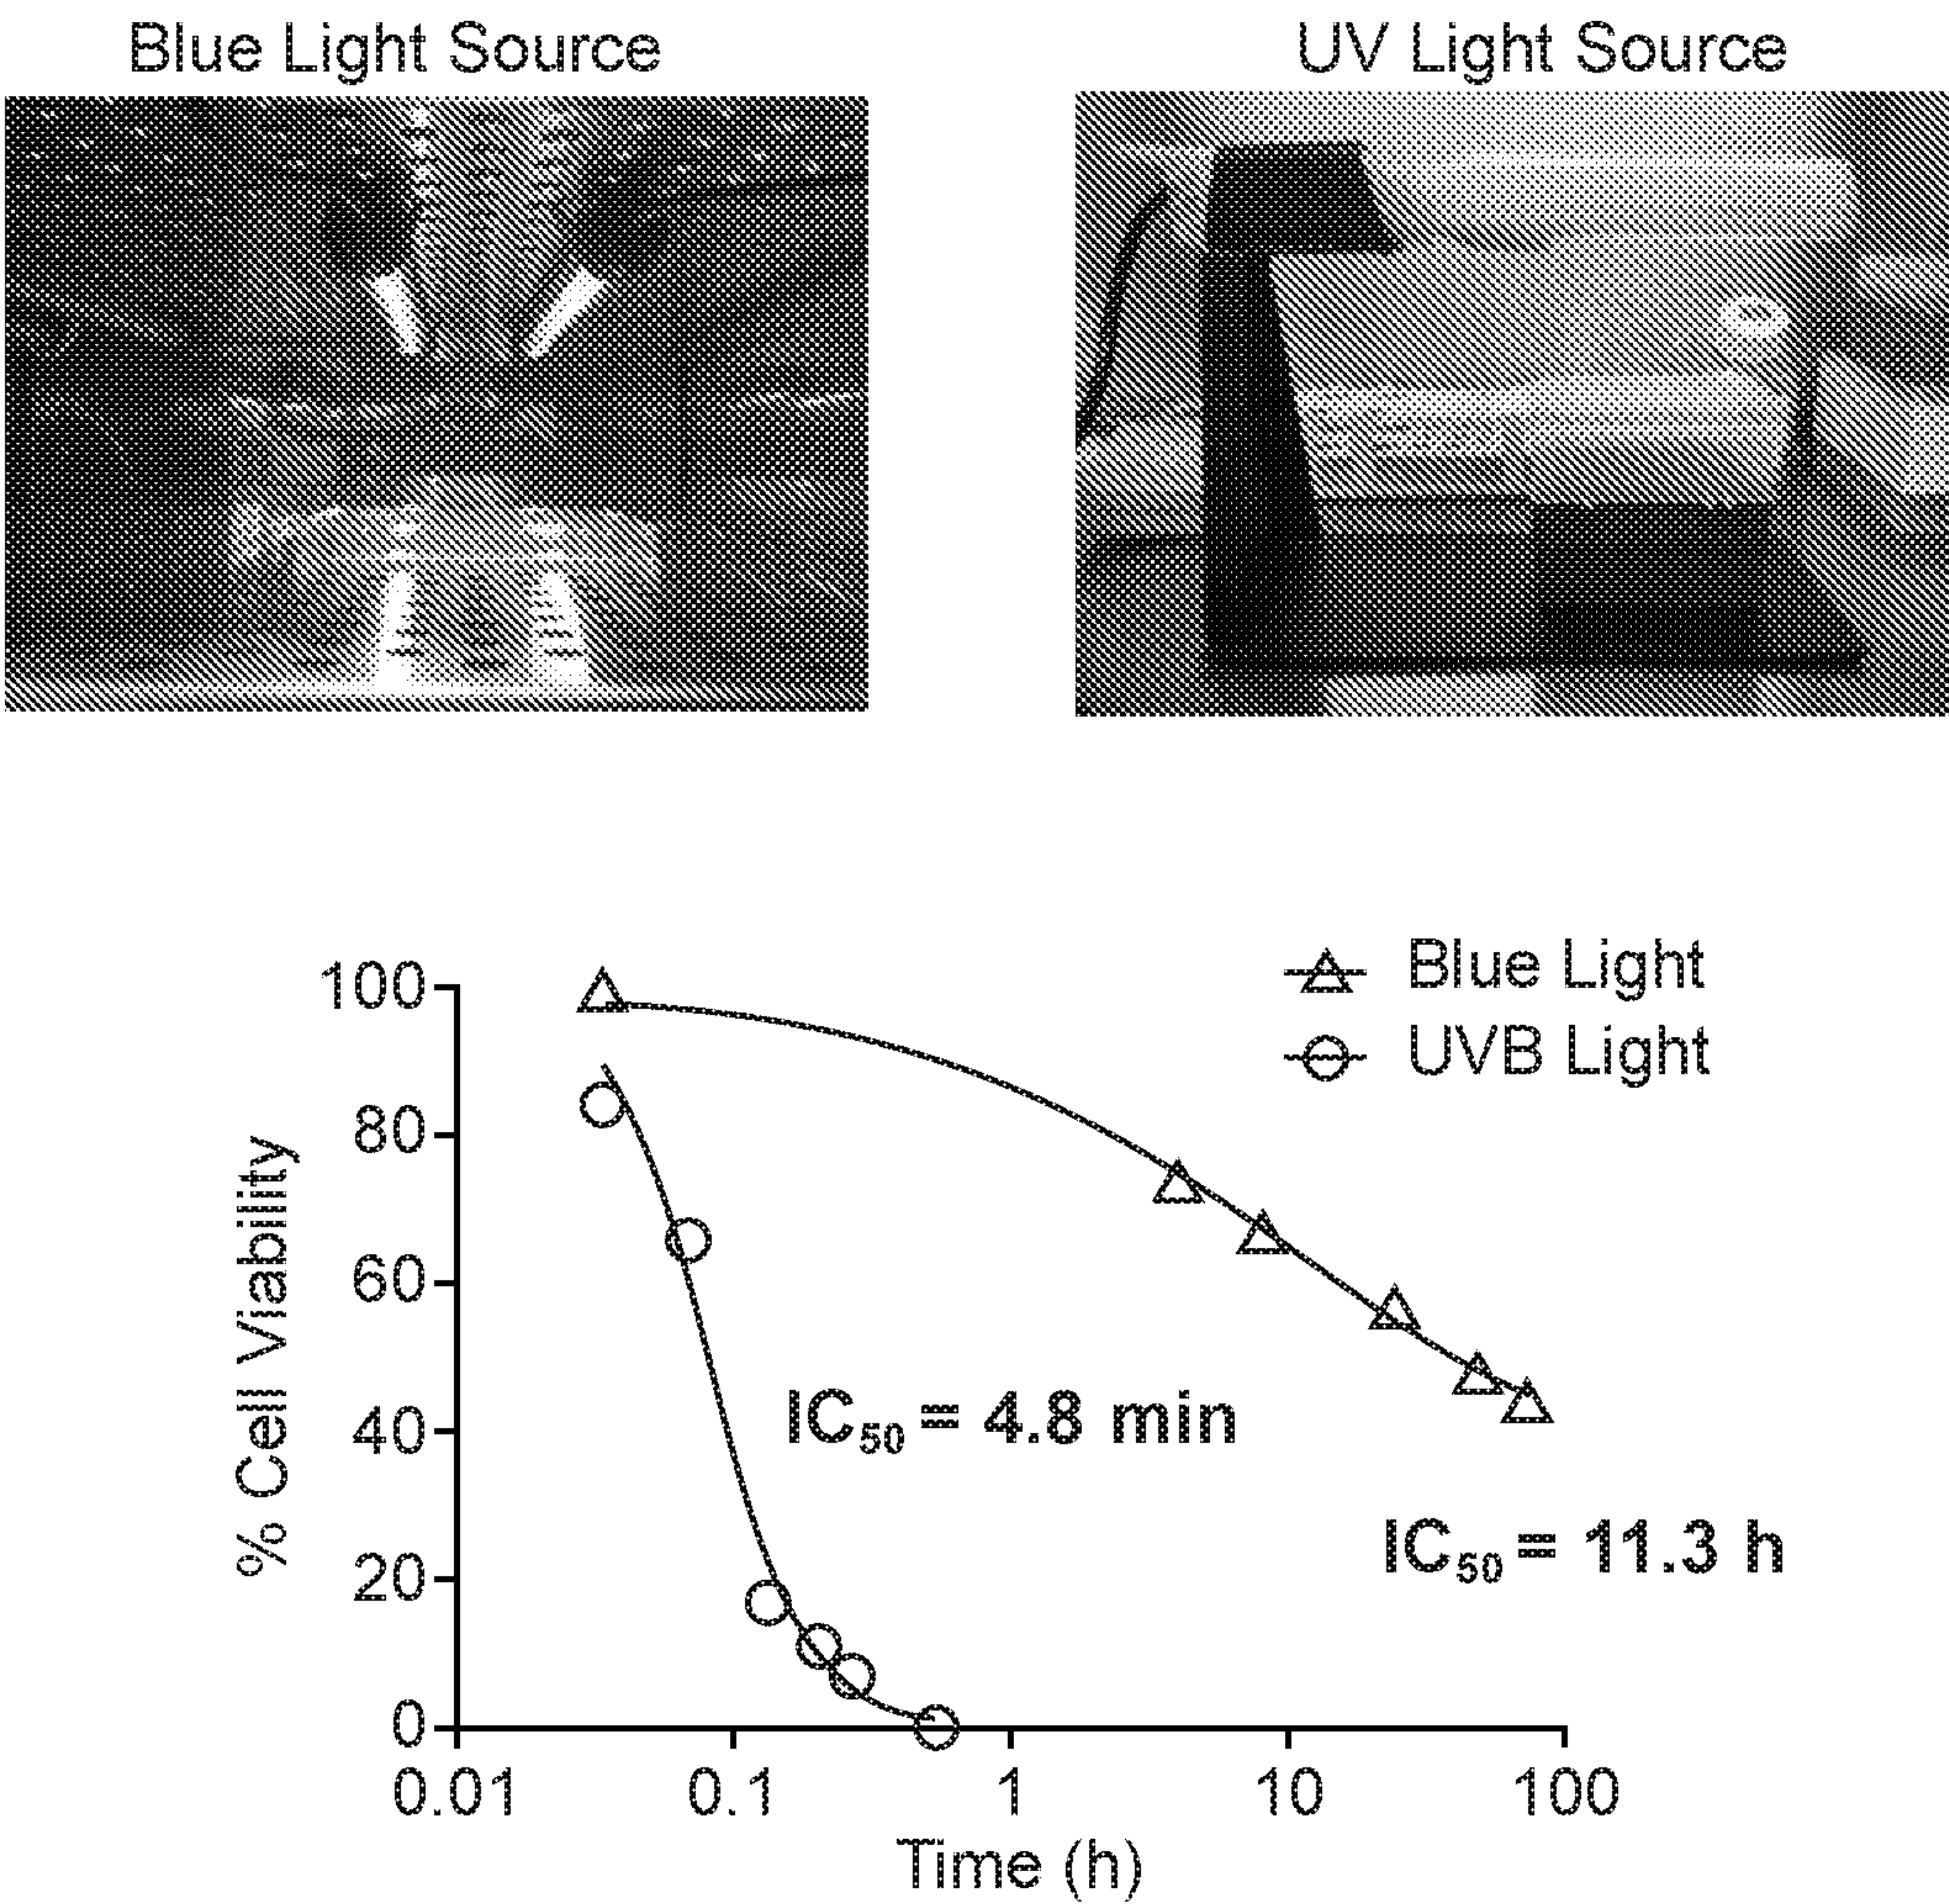 Blue Light Source
UV Light Source
Blue Light
UVB Light
100
80
60
40
20
0
% Cell Viability
IC50 = 4.8 min
IC50 = 11.3 h
0.01
0.1
1
10
100
Time (h)